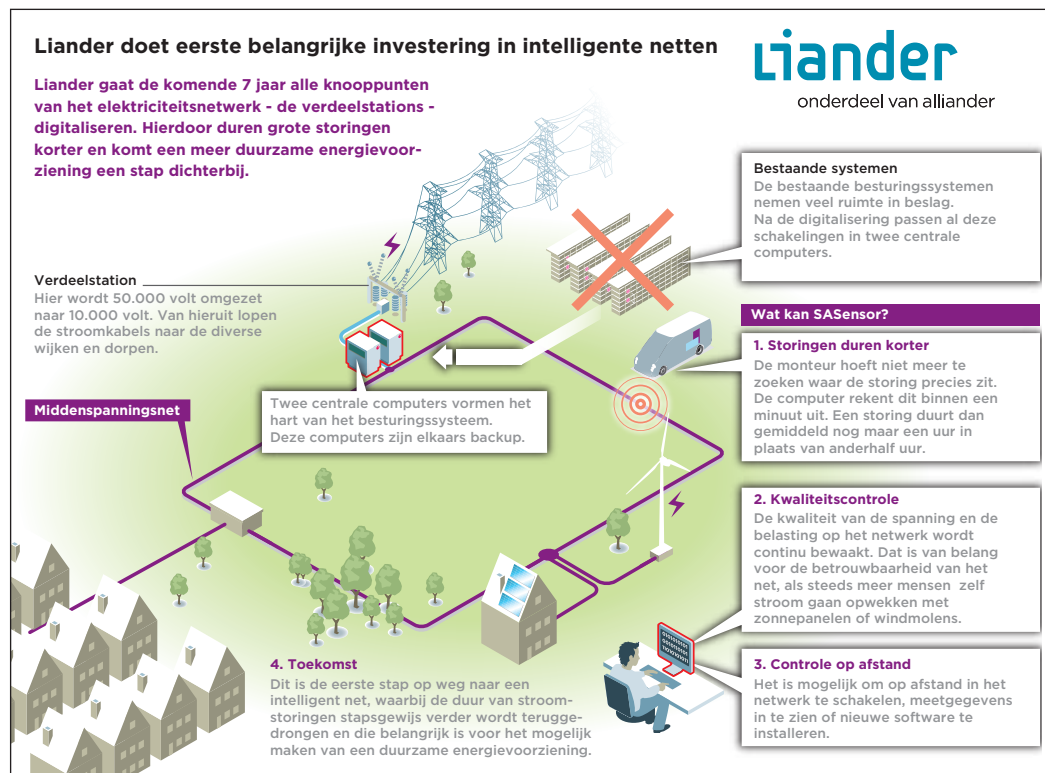 Liander doet eerste belangrijke investering in intelligente netten
Liander gaat de komende 7 jaar alle knooppunten
van het elektriciteitsnetwerk - de verdeelstations -
digitaliseren. Hierdoor duren grote storingen
korter en komt een meer duurzame energievoor-
ziening een stap dichterbij.
Liander
onderdeel van alliander
Bestaande systemen
De bestaande besturingssystemen
nemen veel ruimte in beslag.
Na de digitalisering passen al deze
schakelingen in twee centrale
computers.
Verdeelstation
Hier wordt 50.000 volt omgezet
naar 10.000 volt. Van hieruit lopen
de stroomkabels naar de diverse
wijken en dorpen.
Twee centrale computers vormen het
hart van het besturingssysteem.
Deze computers zijn elkaars backup.
Middenspanningsnet
Wat kan SASensor?
1. Storingen duren korter
De monteur hoeft niet meer te
zoeken waar de storing precies zit.
De computer rekent dit binnen een
minuut uit. Een storing duurt dan
gemiddeld nog maar een uur in
plaats van anderhalf uur.
2. Kwaliteitscontrole
De kwaliteit van de spanning en de
belasting op het netwerk wordt
continu bewaakt. Dat is van belang
voor de betrouwbaarheid van het
net, als steeds meer mensen zelf
stroom gaan opwekken met
zonnepanelen of windmolens.
3. Controle op afstand
Het is mogelijk om op afstand in het
netwerk te schakelen, meetgegevens
in te zien of nieuwe software te
installeren.
4. Toekomst
Dit is de eerste stap op weg naar een
intelligent net, waarbij de duur van stroom-
storingen stapsgewijs verder wordt terugge-
drongen en die belangrijk is voor het mogelijk
maken van een duurzame energievoorziening.